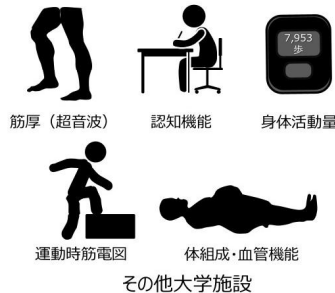 7,953
歩
筋厚（超音波）
認知機能
身体活動量
運動時筋電図
体組成・血管機能
その他大学施設